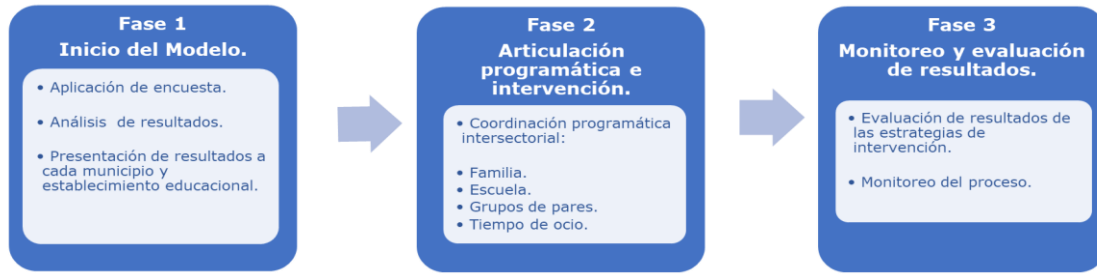 Fase 1
Inicio del Modelo.
• Aplicación de encuesta.
• Análisis de resultados.
• Presentación de resultados a
cada municipio y
establecimiento educacional.
Fase 2
Articulación
programática e
intervención.
• Coordinación programática
intersectorial:
• Familia.
• Escuela.
• Grupos de pares.
• Tiempo de ocio.
Fase 3
Monitoreo y evaluación
de resultados.
• Evaluación de resultados de
las estrategias de
intervención.
• Monitoreo del proceso.